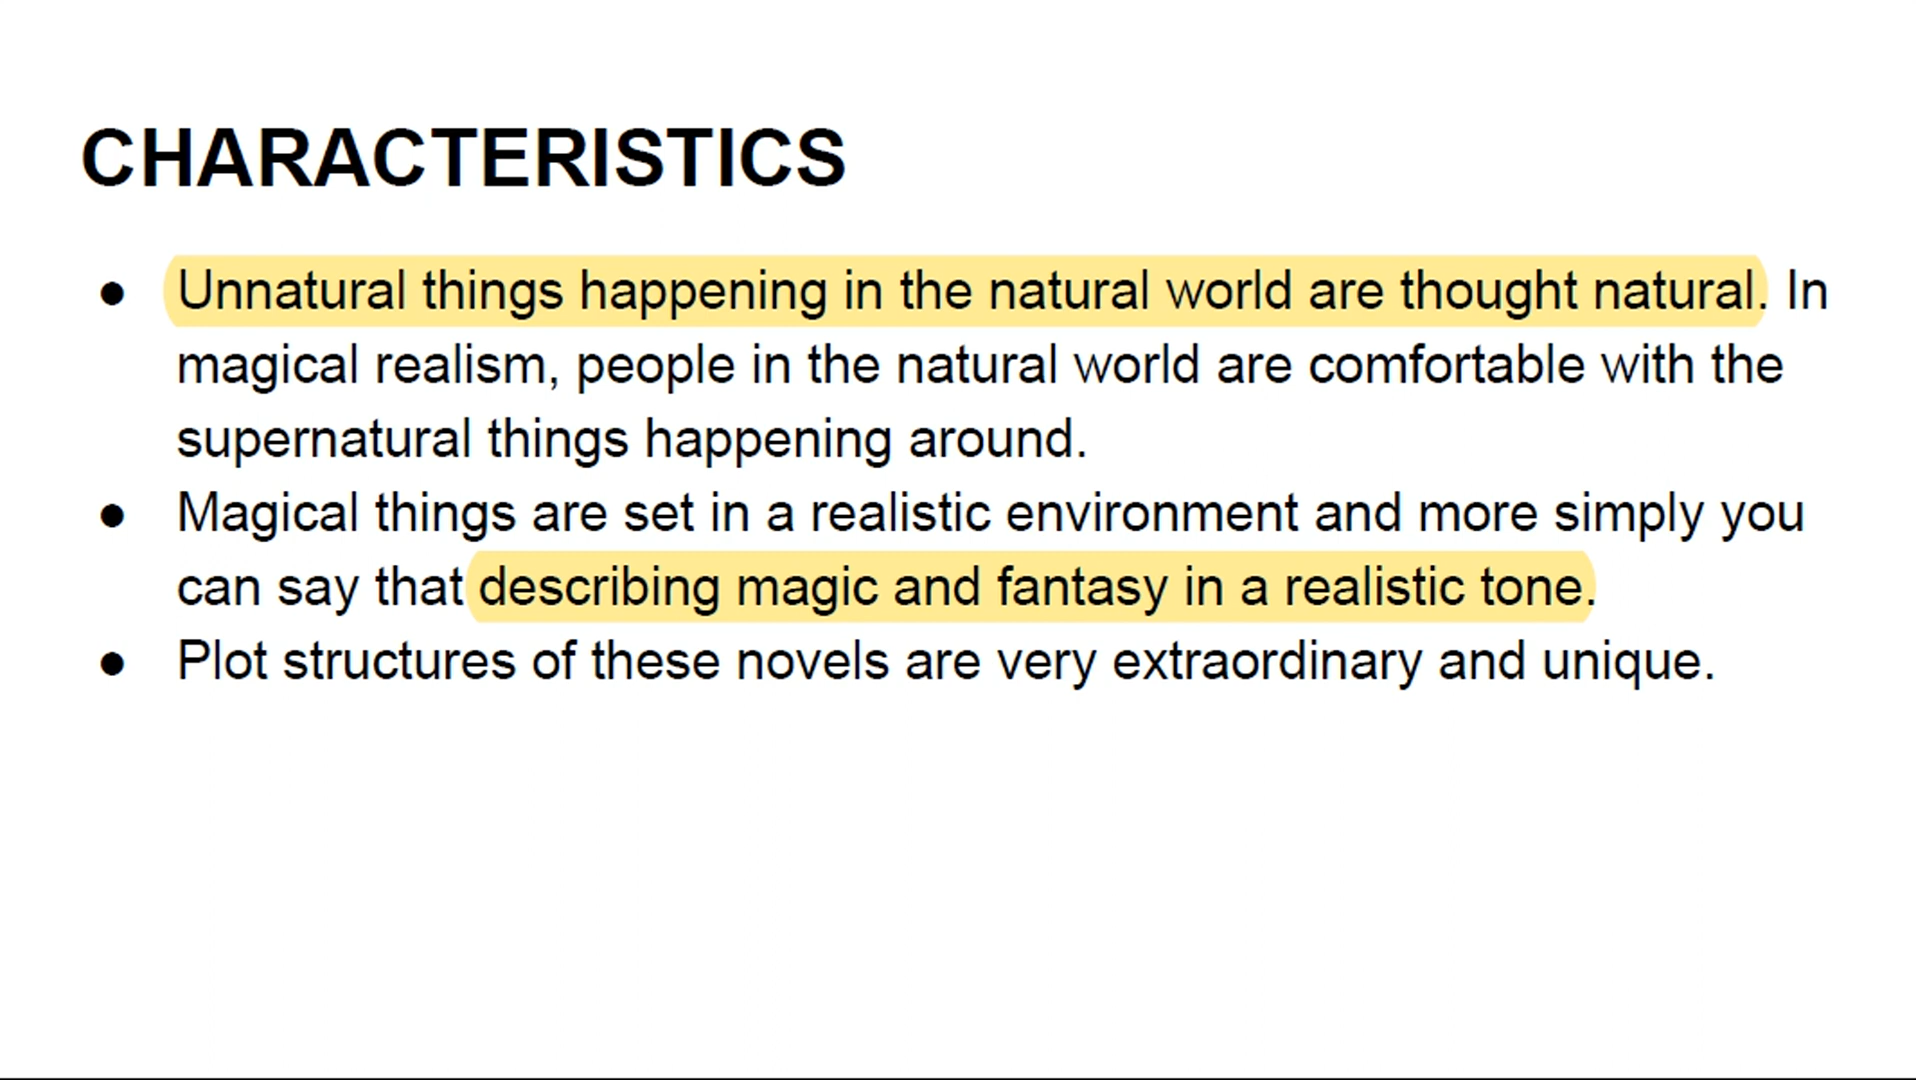 CHARACTERISTICS
● Unnatural things happening in the natural world are thought natural. In
magical realism, people in the natural world are comfortable with the
supernatural things happening around.
● Magical things are set in a realistic environment and more simply you
can say that describing magic and fantasy in a realistic tone.
● Plot structures of these novels are very extraordinary and unique.